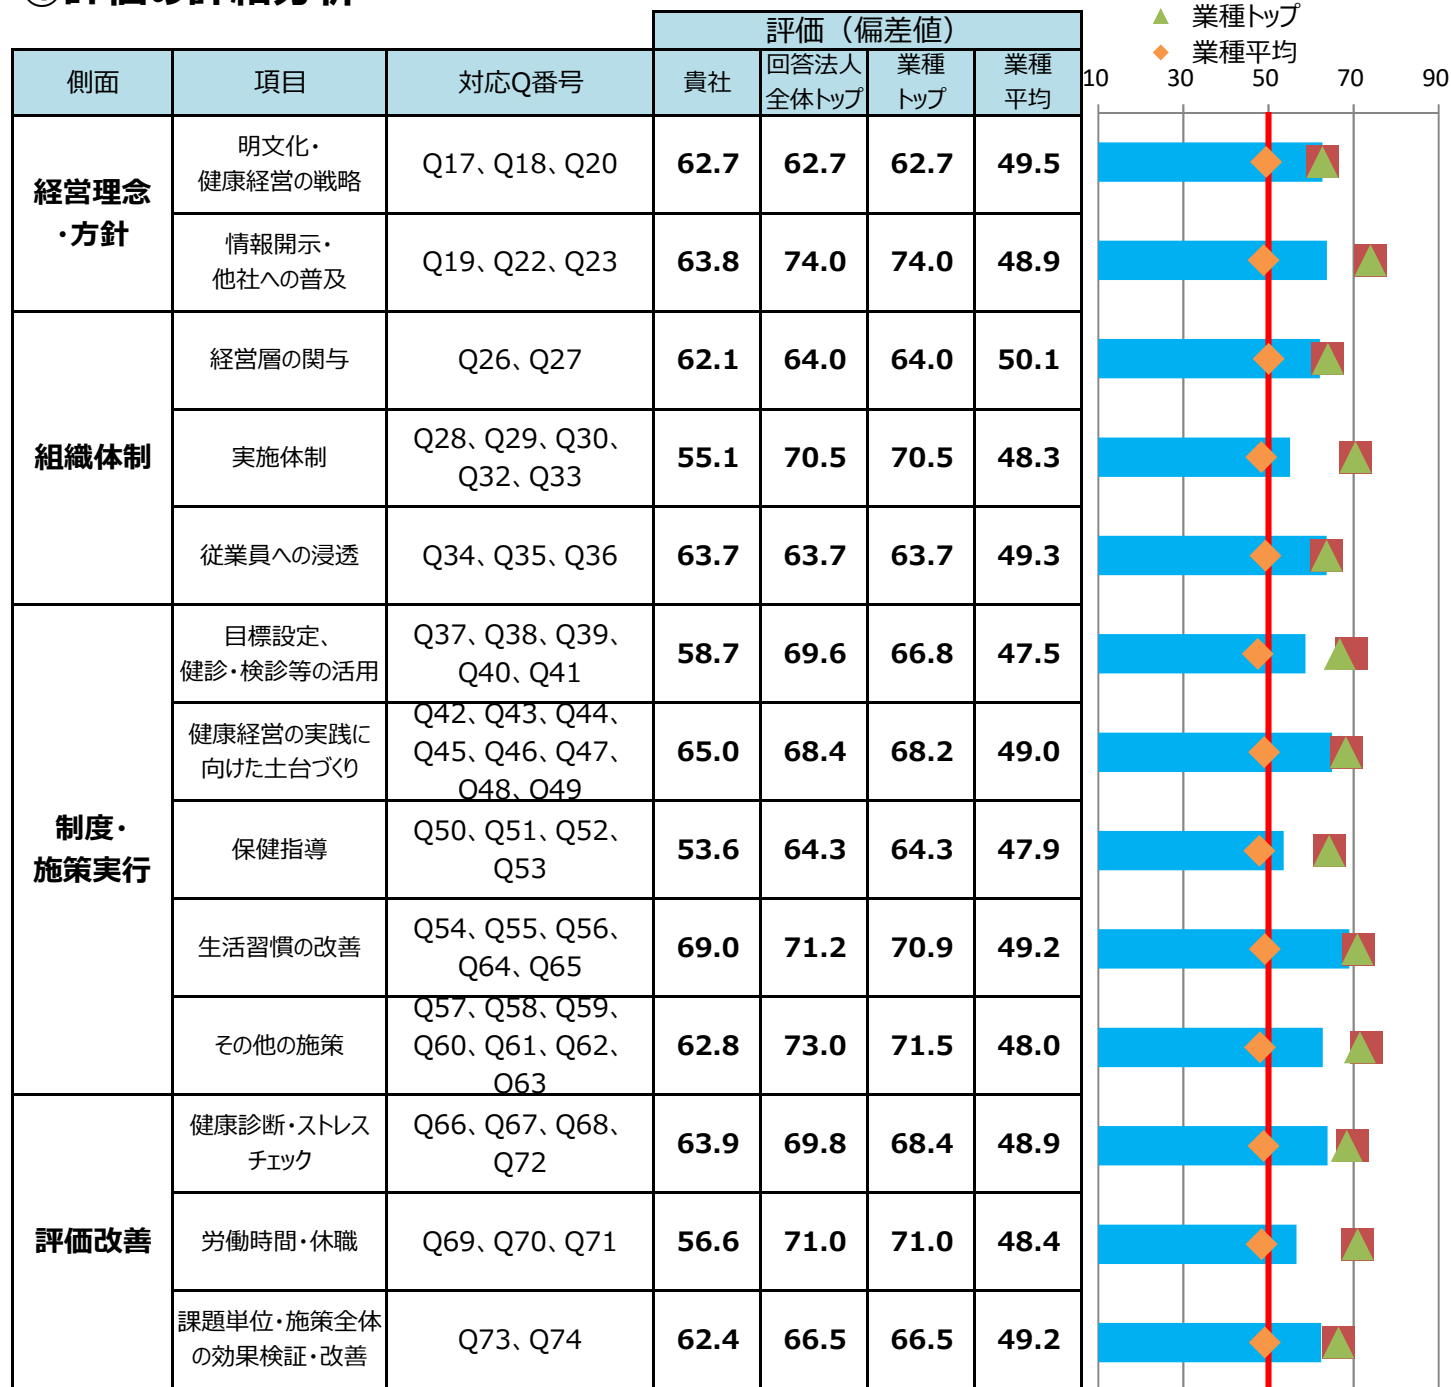 評価（偏差値）
▲ 業種トップ
◆ 業種平均
側面 項目 対応Q番号 貴社 回答法人 業種 業種
全体トップ トップ 平均
10 30 50 70 90
経営理念
・方針
明文化・
健康経営の戦略
Q17、Q18、Q20 62.7 62.7 62.7 49.5
情報開示・
他社への普及
Q19、Q22、Q23 63.8 74.0 74.0 48.9
組織体制
経営層の関与 Q26、Q27 62.1 64.0 64.0 50.1
実施体制
Q28、Q29、Q30、
Q32、Q33
55.1 70.5 70.5 48.3
従業員への浸透 Q34、Q35、Q36 63.7 63.7 63.7 49.3
制度・
施策実行
目標設定、
健診・検診等の活用
Q37、Q38、Q39、
Q40、Q41
58.7 69.6 66.8 47.5
健康経営の実践に
向けた土台づくり
Q42、Q43、Q44、
Q45、Q46、Q47、
Q48、Q49
65.0 68.4 68.2 49.0
保健指導
Q50、Q51、Q52、
Q53
53.6 64.3 64.3 47.9
生活習慣の改善
Q54、Q55、Q56、
Q64、Q65
69.0 71.2 70.9 49.2
その他の施策
Q57、Q58、Q59、
Q60、Q61、Q62、
Q63
62.8 73.0 71.5 48.0
評価改善
健康診断・ストレス
チェック
Q66、Q67、Q68、
Q72
63.9 69.8 68.4 48.9
労働時間・休職 Q69、Q70、Q71 56.6 71.0 71.0 48.4
課題単位・施策全体
の効果検証・改善
Q73、Q74 62.4 66.5 66.5 49.2